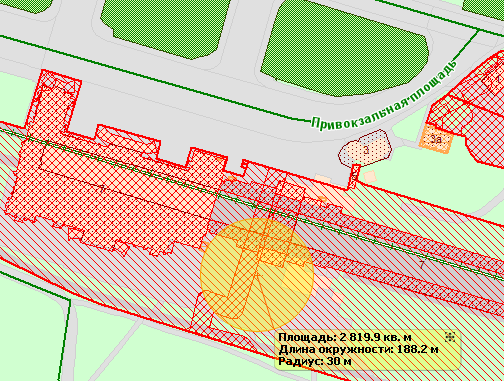 Привокзальная площадь
3
3а
7
Площадь: 2 819.9 кв. м
Длина окружности: 188.2 м
Радиус: 30 м